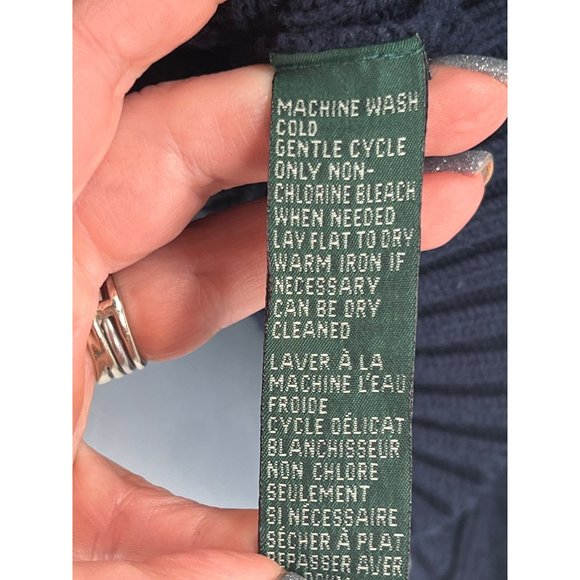 MACHINE WASH
COLD
GENTLE CYCLE
ONLY NON-
CHLORINE BLEACH
WHEN NEEDED
LAY FLAT TO DRY
WARM IRON IF
NECESSARY
CAN BE DRY
CLEANED
LAVER À LA
MACHINE L'EAU
FROIDE
CYCLE DÉLICAT
BLANCHISSEUR
NON CHLORE
SEULEMENT
SI NÉCESSAIRE
SÉCHER À PLAT
REPASSER AVER